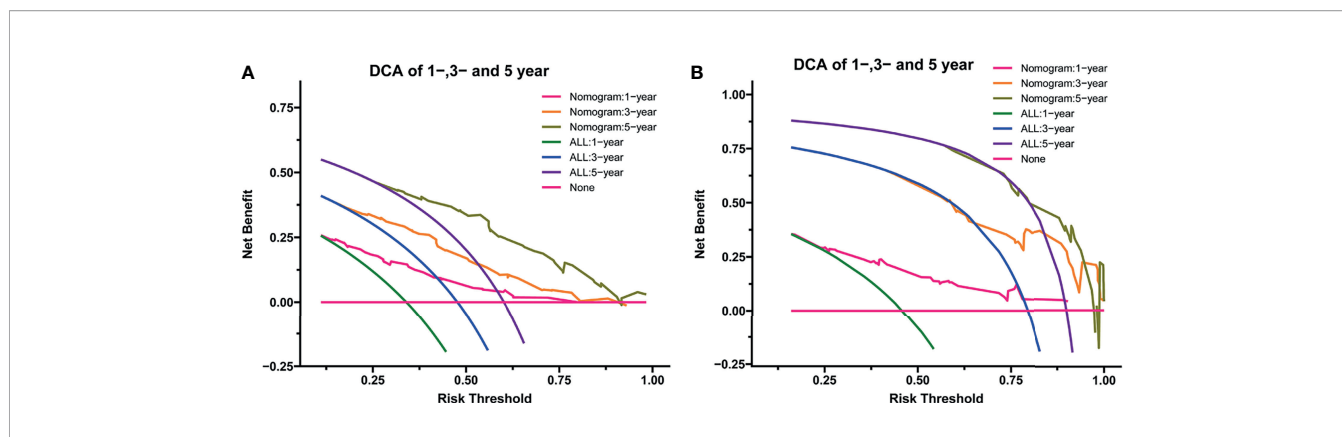 A
DCA of 1−,3− and 5 year
Nomogram:1−year
Nomogram:3−year
Nomogram:5−year
ALL:1−year
ALL:3−year
ALL:5−year
None
0.75
0.50
0.25
0.00
−0.25
Net Benefit
0.25
0.50
0.75
1.00
Risk Threshold
B
DCA of 1−,3− and 5 year
Nomogram:1−year
Nomogram:3−year
Nomogram:5−year
ALL:1−year
ALL:3−year
ALL:5−year
None
1.00
0.75
0.50
0.25
0.00
−0.25
Net Benefit
0.25
0.50
0.75
1.00
Risk Threshold